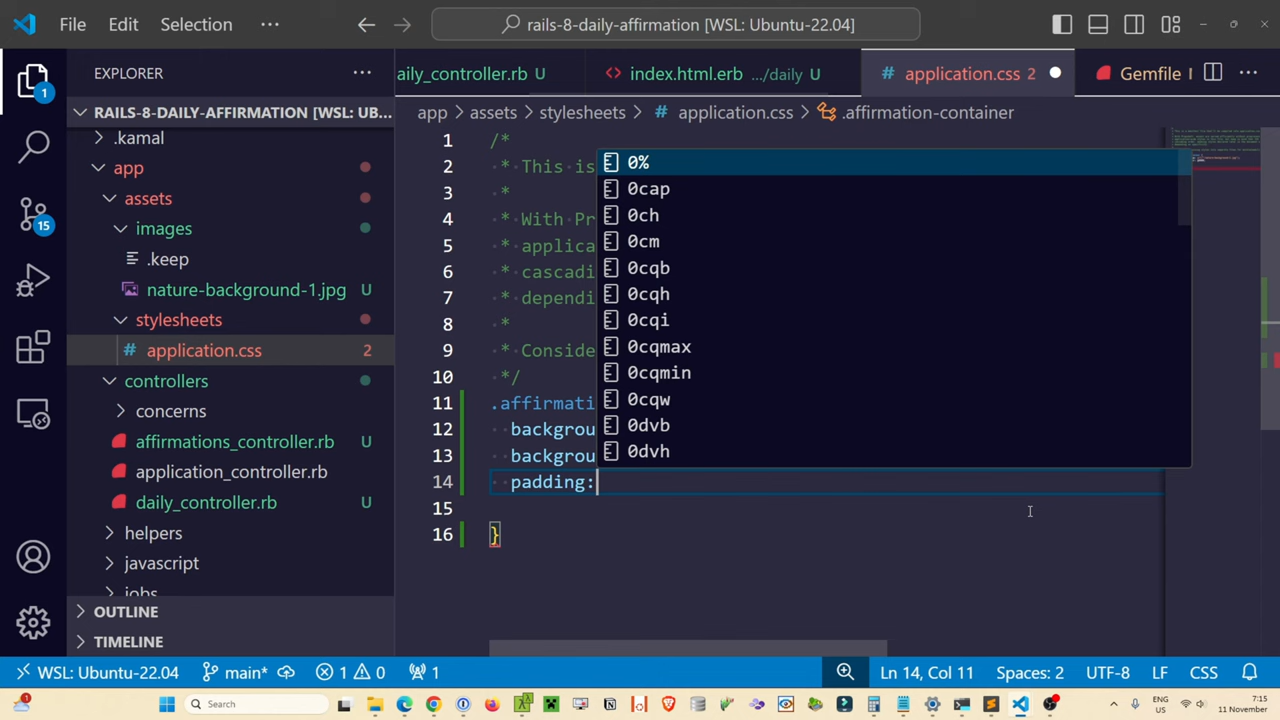 File Edit Selection ··· rails-8-daily-affirmation [WSL: Ubuntu-22.04]
EXPLORER ···
RAILS-8-DAILY-AFFIRMATION [WSL: UBU...
.kamal
app
assets
images
.keep
nature-background-1.jpg U
stylesheets
# application.css 2
controllers
concerns
affirmations_controller.rb U
application_controller.rb
daily_controller.rb U
helpers
javascript
jobs
OUTLINE
TIMELINE
1
15
aily_controller.rb U
<> index.html.erb .../daily U
# application.css 2
Gemfile
···
app > assets > stylesheets > # application.css > .affirmation-container
1 /*
2 * This is
3 *
4 * With Pr
5 * applica
6 * cascadi
7 * dependi
8 *
9 * Conside
10 */
11 .affirmati
12 backgrou
13 backgrou
14 padding:
15
16 }
0%
0cap
0ch
0cm
0cqb
0cqh
0cqi
0cqmax
0cqmin
0cqw
0dvb
0dvh
WSL: Ubuntu-22.04 main* 1 0 1 Ln 14, Col 11 Spaces: 2 UTF-8 LF CSS
1 Search ENG US 7:15 11 November